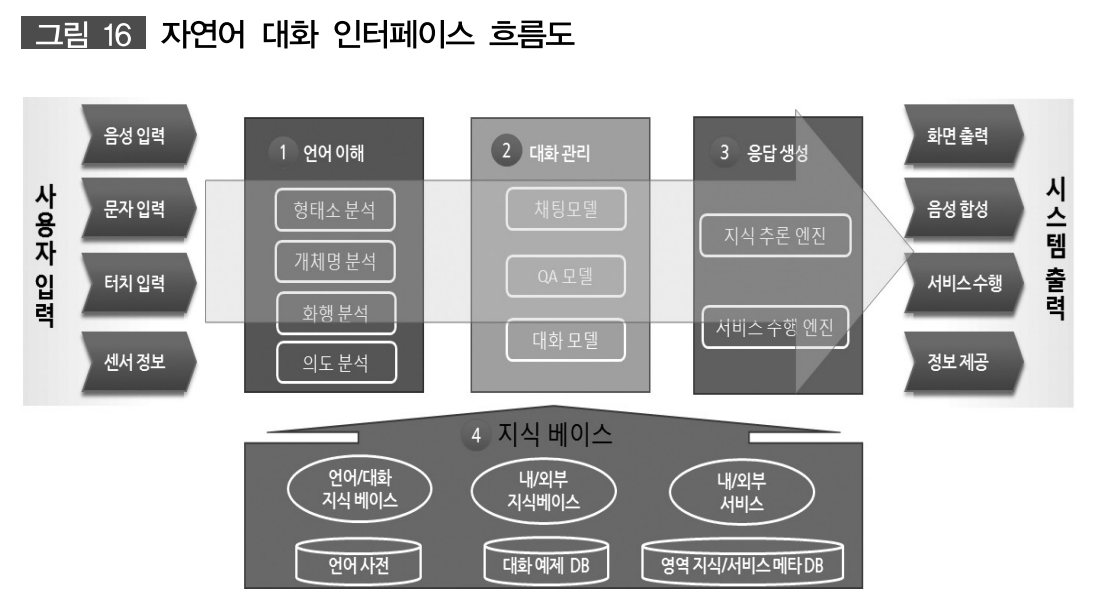 그림 16 자연어 대화 인터페이스 흐름도
사용자 입력
음성 입력
문자 입력
터치 입력
센서 정보
1 언어 이해
형태소 분석
개체명 분석
화행 분석
의도 분석
2 대화 관리
채팅모델
QA 모델
대화 모델
3 응답 생성
지식 추론 엔진
서비스 수행 엔진
화면 출력
음성 합성
서비스 수행
정보 제공
시스템 출력
4 지식 베이스
언어/대화
지식 베이스
내/외부
지식베이스
내/외부
서비스
언어 사전
대화 예제 DB
영역 지식/서비스 메타 DB